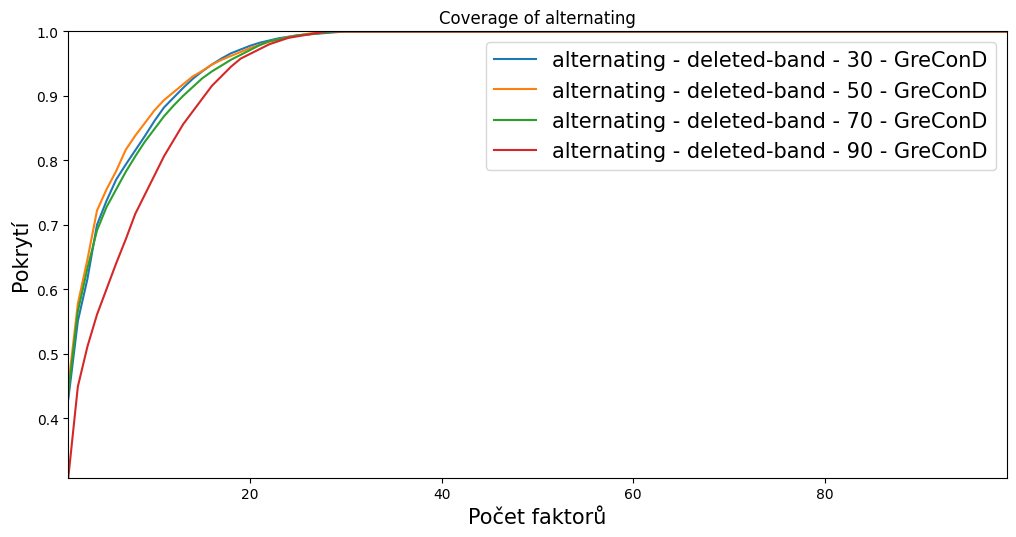 Coverage of alternating
alternating - deleted-band - 30 - GreConD
alternating - deleted-band - 50 - GreConD
alternating - deleted-band - 70 - GreConD
alternating - deleted-band - 90 - GreConD
Pokrytí
1.0
0.9
0.8
0.7
0.6
0.5
0.4
20 40 60 80
Počet faktorů